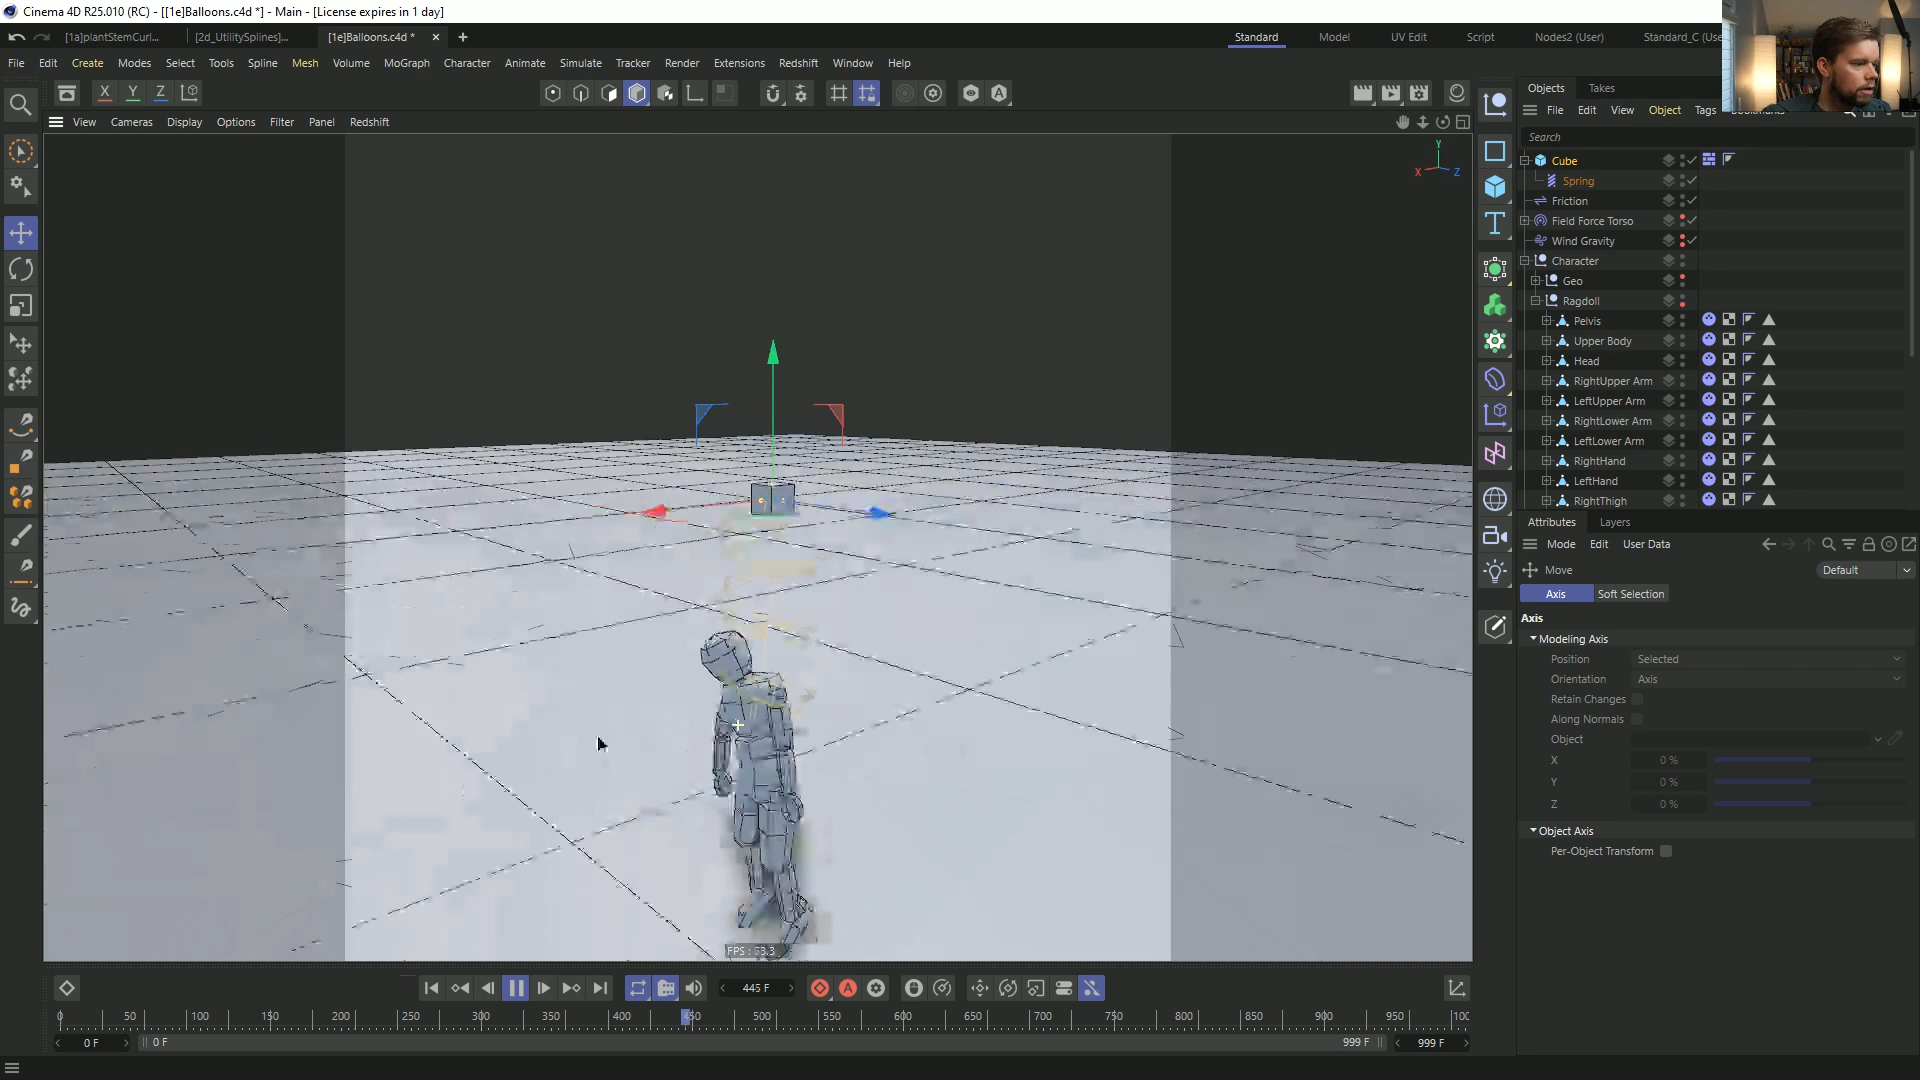 Cinema 4D R25.010 (RC) - [[1e]Balloons.c4d *] - Main - [License expires in 1 day]
[1a]plantStemCurl... [2d_UtilitySplines]... [1e]Balloons.c4d *
Standard Model UV Edit Script Nodes2 (User) Standard_C (Use
File Edit Create Modes Select Tools Spline Mesh Volume MoGraph Character Animate Simulate Tracker Render Extensions Redshift Window Help
Objects Takes
X Y Z
View Cameras Display Options Filter Panel Redshift
File Edit View Object Tags
Search
Y
X Z
Cube
Spring
Friction
Field Force Torso
Wind Gravity
Character
Geo
Ragdoll
Pelvis
Upper Body
Head
RightUpper Arm
LeftUpper Arm
RightLower Arm
LeftLower Arm
RightHand
LeftHand
RightThigh
Attributes Layers
Mode Edit User Data
Move Default
Axis Soft Selection
Axis
Modeling Axis
Position Selected
Orientation Axis
Retain Changes
Along Normals
Object
X 0 %
Y 0 %
Z 0 %
Object Axis
Per-Object Transform
445 F
0 50 100 150 200 250 300 350 400 450 500 550 600 650 700 750 800 850 900 950 100
0 F 0 F 999 F 999 F